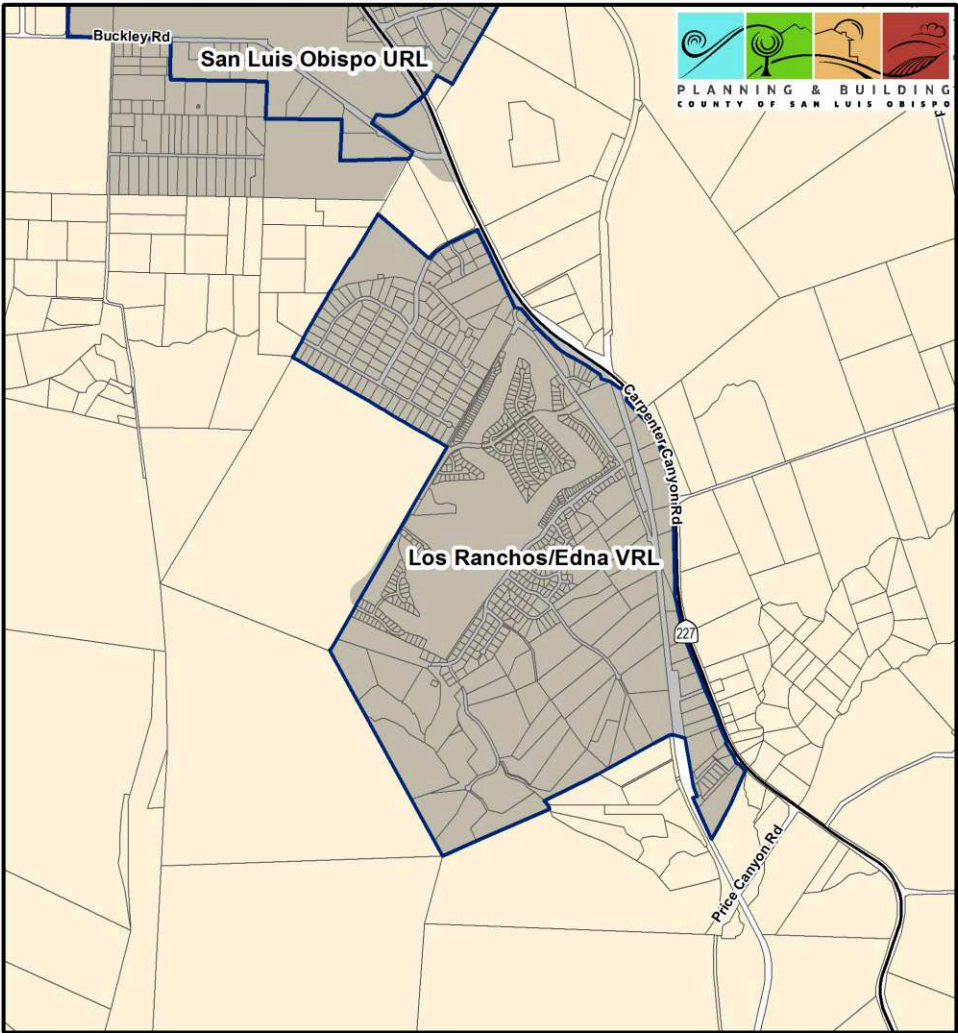 Buckley Rd
San Luis Obispo URL
PLANNING & BUILDING
COUNTY OF SAN LUIS OBISPO
Carpenter Canyon Rd
Los Ranchos/Edna VRL
227
Price Canyon Rd